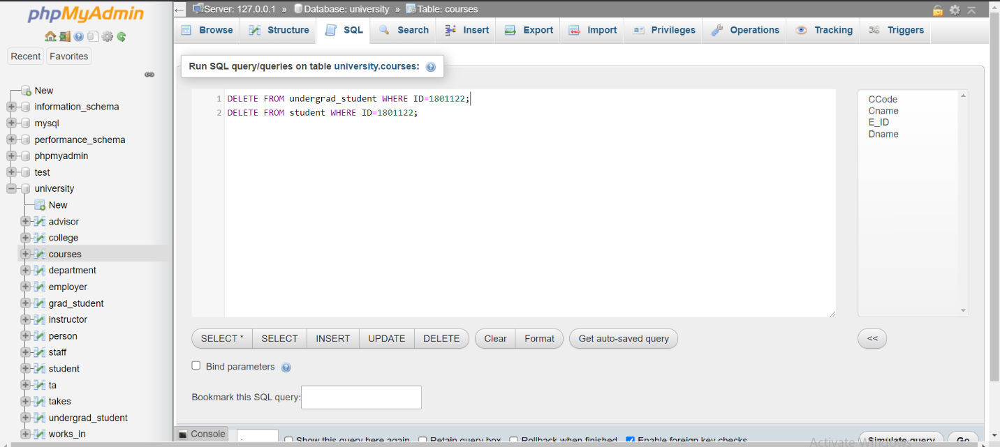 phpMyAdmin
Recent Favorites
New
information_schema
mysql
performance_schema
phpmyadmin
test
university
New
advisor
college
courses
department
employer
grad_student
instructor
person
staff
student
ta
takes
undergrad_student
works_in
Server: 127.0.0.1 » Database: university » Table: courses
Browse Structure SQL Search Insert Export Import Privileges Operations Tracking Triggers
Run SQL query/queries on table university.courses:
1 DELETE FROM undergrad_student WHERE ID=1801122;
2 DELETE FROM student WHERE ID=1801122;
CCode
Cname
E_ID
Dname
SELECT * SELECT INSERT UPDATE DELETE Clear Format Get auto-saved query <<
Bind parameters
Bookmark this SQL query:
Console
Show this query here again Retain query box Rollback when finished Enable foreign key checks Simulate query Go
Activate Windows